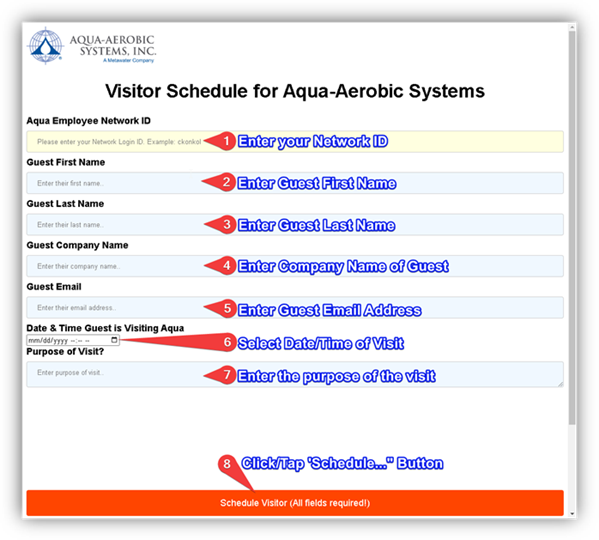 AQUA-AEROBIC
SYSTEMS, INC.
A Metawater Company
Visitor Schedule for Aqua-Aerobic Systems
Aqua Employee Network ID
Please enter your Network Login ID. Example: ckonkol
1 Enter your Network ID
Guest First Name
Enter their first name..
2 Enter Guest First Name
Guest Last Name
Enter their last name..
3 Enter Guest Last Name
Guest Company Name
Enter their company name..
4 Enter Company Name of Guest
Guest Email
Enter their email address..
5 Enter Guest Email Address
Date & Time Guest is Visiting Aqua
mm/dd/yyyy --:-- --
6 Select Date/Time of Visit
Purpose of Visit?
Enter purpose of visit..
7 Enter the purpose of the visit
8 Click/Tap 'Schedule..." Button
Schedule Visitor (All fields required!)